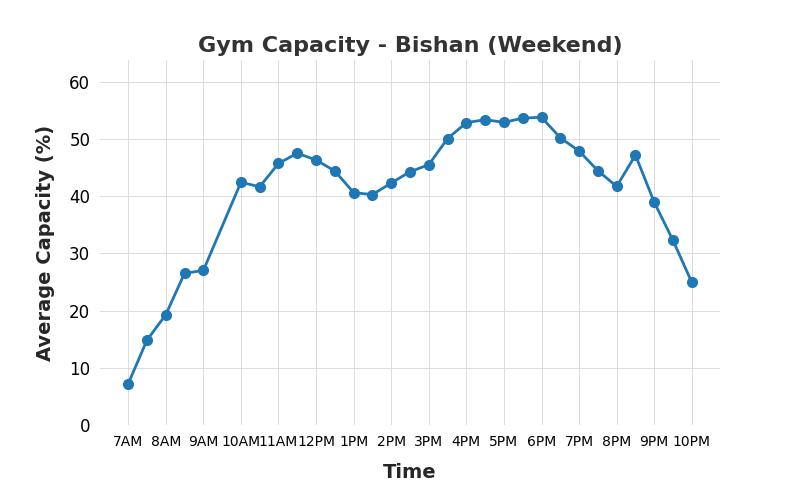 Gym Capacity - Bishan (Weekend)
60
50
40
30
20
10
0
Average Capacity (%)
7AM 8AM 9AM 10AM 11AM 12PM 1PM 2PM 3PM 4PM 5PM 6PM 7PM 8PM 9PM 10PM
Time